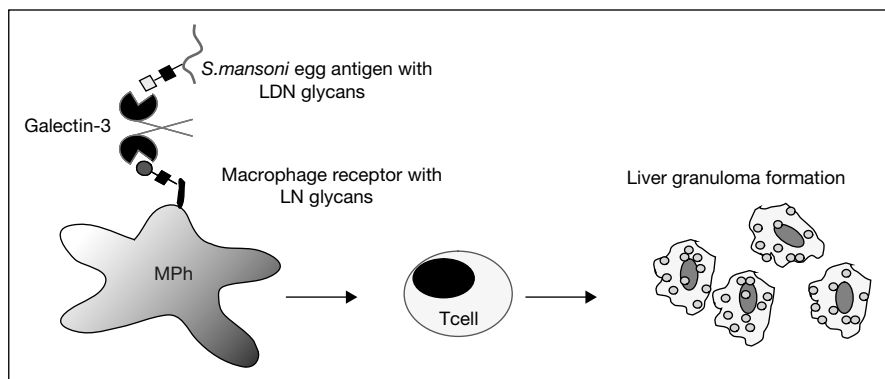 S.mansoni egg antigen with
LDN glycans
Galectin-3
Macrophage receptor with
LN glycans
Liver granuloma formation
MPh
Tcell